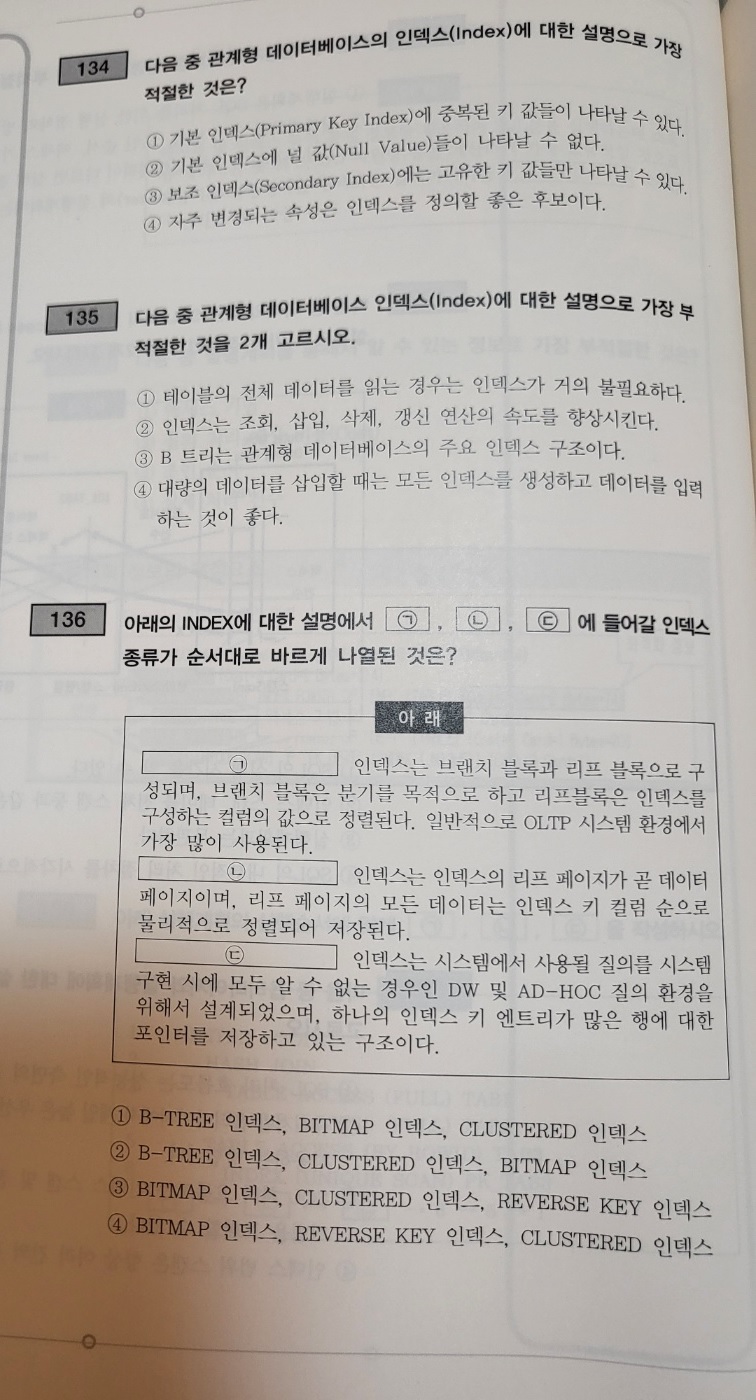 134 다음 중 관계형 데이터베이스의 인덱스(Index)에 대한 설명으로 가장
적절한 것은?
① 기본 인덱스(Primary Key Index)에 중복된 키 값들이 나타날 수 있다.
② 기본 인덱스에 널 값(Null Value)들이 나타날 수 없다.
③ 보조 인덱스(Secondary Index)에는 고유한 키 값들만 나타날 수 있다.
④ 자주 변경되는 속성은 인덱스를 정의할 좋은 후보이다.
135 다음 중 관계형 데이터베이스 인덱스(Index)에 대한 설명으로 가장 부
적절한 것을 2개 고르시오.
① 테이블의 전체 데이터를 읽는 경우는 인덱스가 거의 불필요하다.
② 인덱스는 조회, 삽입, 삭제, 갱신 연산의 속도를 향상시킨다.
③ B 트리는 관계형 데이터베이스의 주요 인덱스 구조이다.
④ 대량의 데이터를 삽입할 때는 모든 인덱스를 생성하고 데이터를 입력
하는 것이 좋다.
136 아래의 INDEX에 대한 설명에서 ㉠, ㉡, ㉢에 들어갈 인덱스
종류가 순서대로 바르게 나열된 것은?
아 래
㉠ 인덱스는 브랜치 블록과 리프 블록으로 구
성되며, 브랜치 블록은 분기를 목적으로 하고 리프블록은 인덱스를
구성하는 컬럼의 값으로 정렬된다. 일반적으로 OLTP 시스템 환경에서
가장 많이 사용된다.
㉡ 인덱스는 인덱스의 리프 페이지가 곧 데이터
페이지이며, 리프 페이지의 모든 데이터는 인덱스 키 컬럼 순으로
물리적으로 정렬되어 저장된다.
㉢ 인덱스는 시스템에서 사용될 질의를 시스템
구현 시에 모두 알 수 없는 경우인 DW 및 AD-HOC 질의 환경을
위해서 설계되었으며, 하나의 인덱스 키 엔트리가 많은 행에 대한
포인터를 저장하고 있는 구조이다.
① B-TREE 인덱스, BITMAP 인덱스, CLUSTERED 인덱스
② B-TREE 인덱스, CLUSTERED 인덱스, BITMAP 인덱스
③ BITMAP 인덱스, CLUSTERED 인덱스, REVERSE KEY 인덱스
④ BITMAP 인덱스, REVERSE KEY 인덱스, CLUSTERED 인덱스